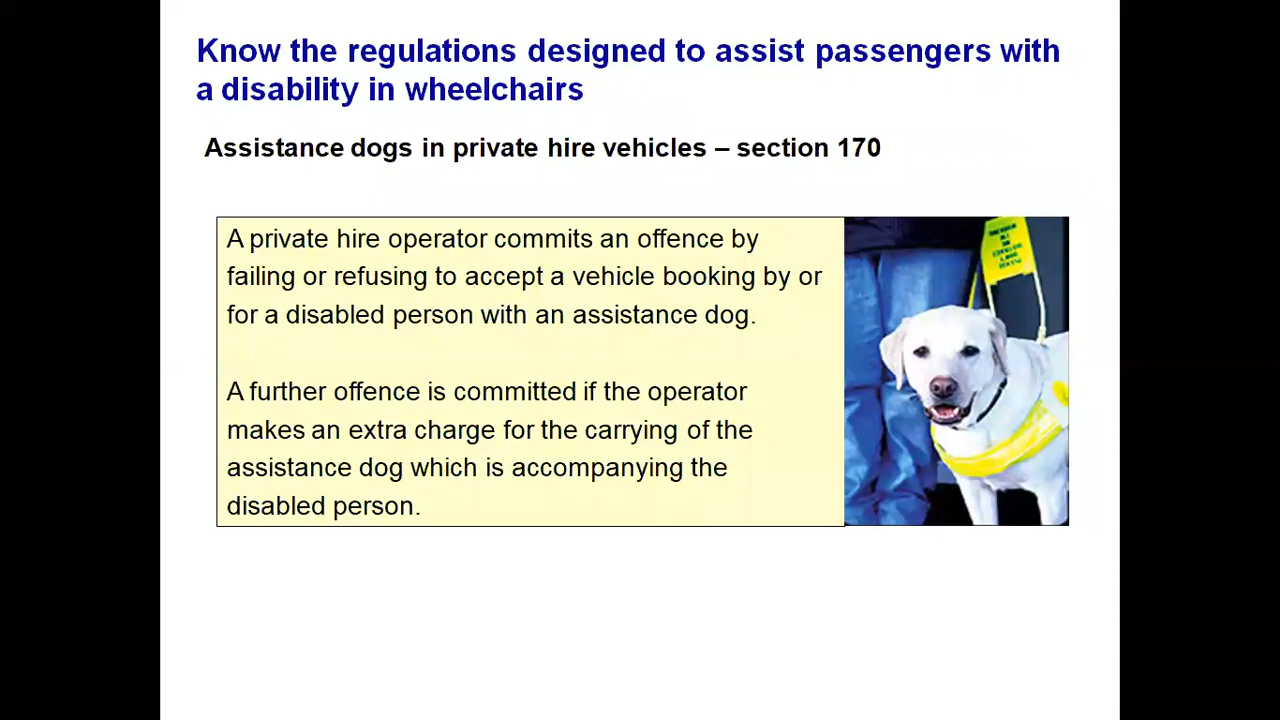 Know the regulations designed to assist passengers with
a disability in wheelchairs
Assistance dogs in private hire vehicles – section 170
A private hire operator commits an offence by
failing or refusing to accept a vehicle booking by or
for a disabled person with an assistance dog.
A further offence is committed if the operator
makes an extra charge for the carrying of the
assistance dog which is accompanying the
disabled person.